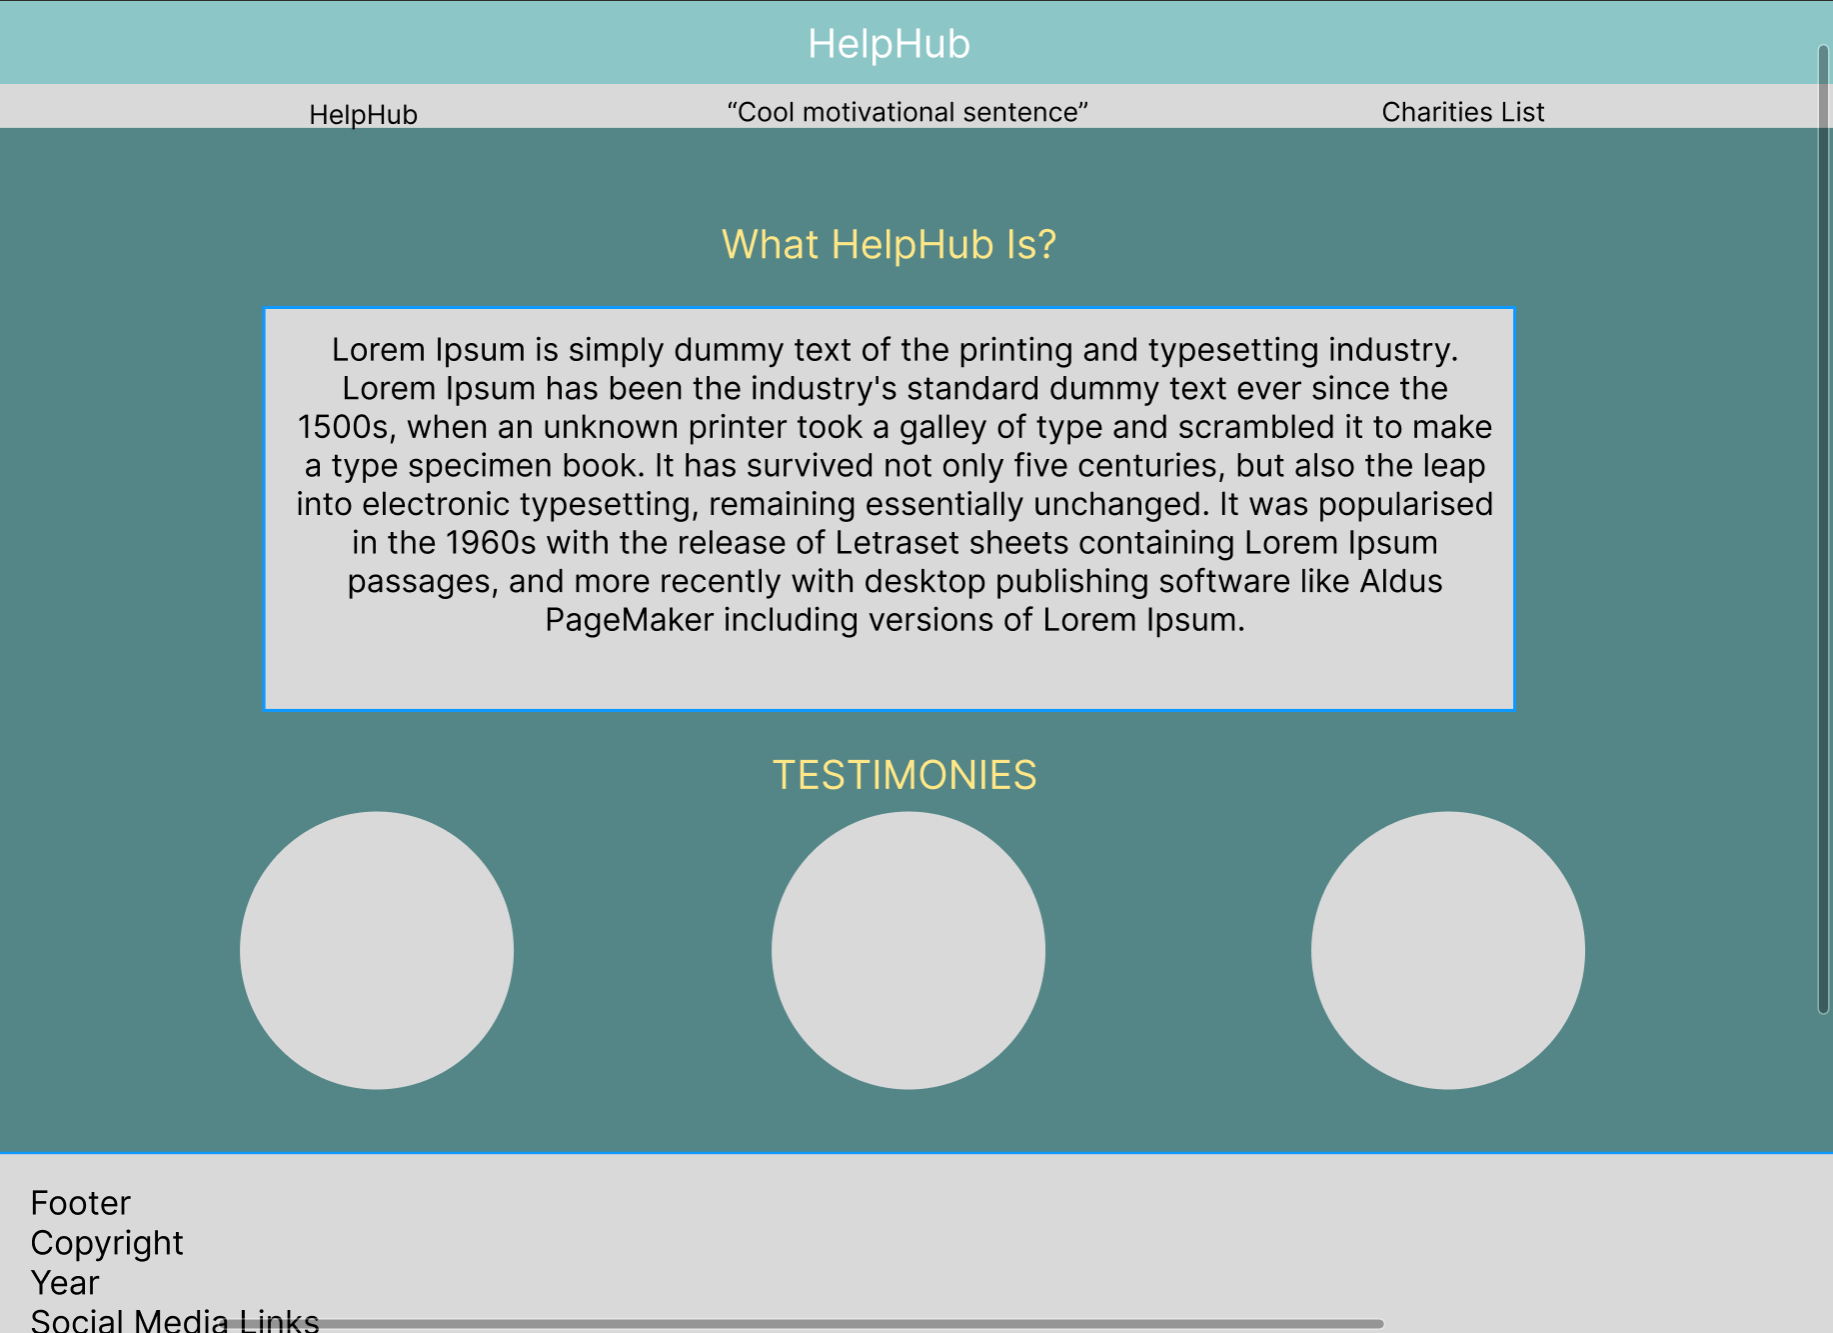 HelpHub
HelpHub
“Cool motivational sentence”
Charities List
What HelpHub Is?
Lorem Ipsum is simply dummy text of the printing and typesetting industry.
Lorem Ipsum has been the industry's standard dummy text ever since the
1500s, when an unknown printer took a galley of type and scrambled it to make
a type specimen book. It has survived not only five centuries, but also the leap
into electronic typesetting, remaining essentially unchanged. It was popularised
in the 1960s with the release of Letraset sheets containing Lorem Ipsum
passages, and more recently with desktop publishing software like Aldus
PageMaker including versions of Lorem Ipsum.
TESTIMONIES
Footer
Copyright
Year
Social Media Links